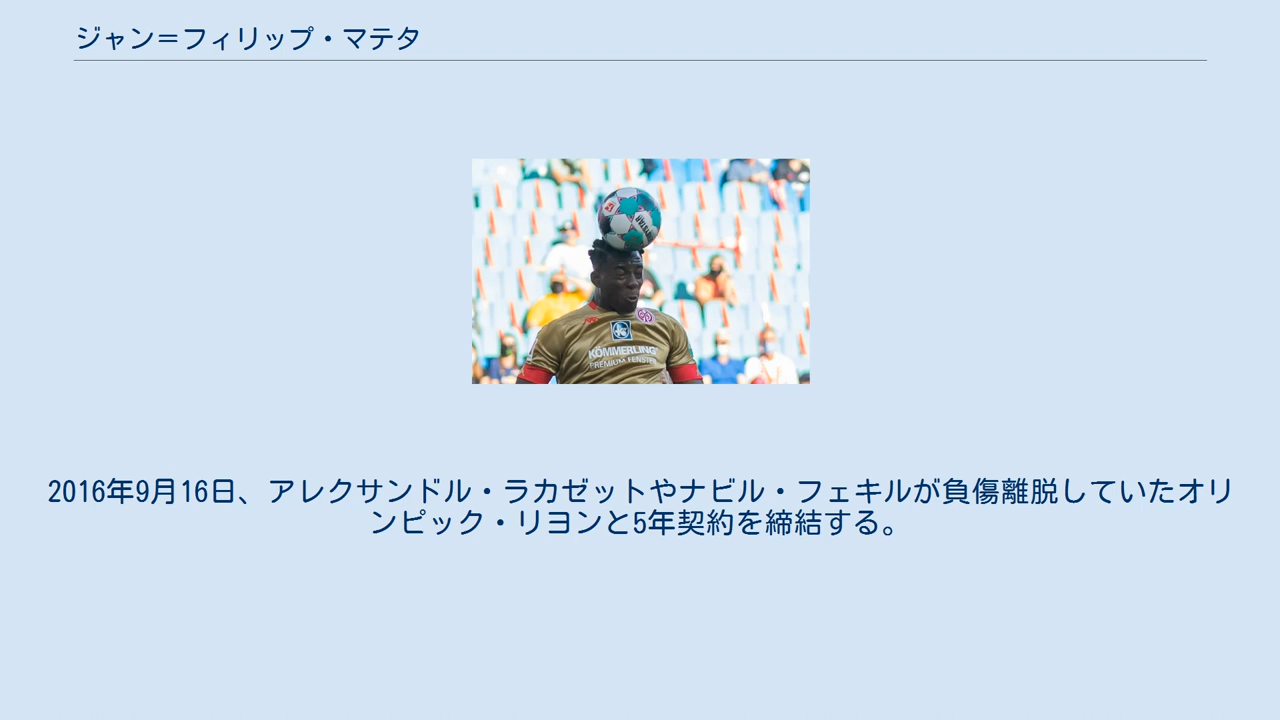 ジャン＝フィリップ・マテタ
KÖMMERLING
PREMIUM FENSTER
2016年9月16日、アレクサンドル・ラカゼットやナビル・フェキルが負傷離脱していたオリ
ンピック・リヨンと5年契約を締結する。